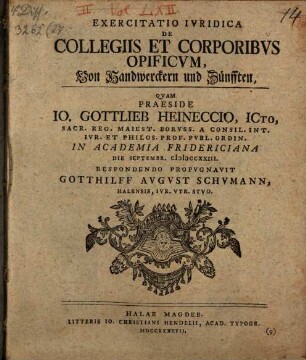 14
EXERCITATIO IVRIDICA
DE
COLLEGIIS ET CORPORIBVS
OPIFICVM,
Von Handwerckern und Zünfften,
QVAM
PRAESIDE
IO. GOTTLIEB HEINECCIO, ICTO,
SACR. REG. MAIEST. BORVSS. A CONSIL. INT.
IVR. ET PHILOS. PROF. PVBL. ORDIN.
IN ACADEMIA FRIDERICIANA
DIE SEPTEMBR. cIↃIↃCCXXIII.
RESPONDENDO PROPVGNAVIT
GOTTHILFF AVGVST SCHVMANN,
HALENSIS, IVR. VTR. STVD.
HALAE MAGDEB.
LITTERIS IO. CHRISTIANI HENDELII, ACAD. TYPOGR.